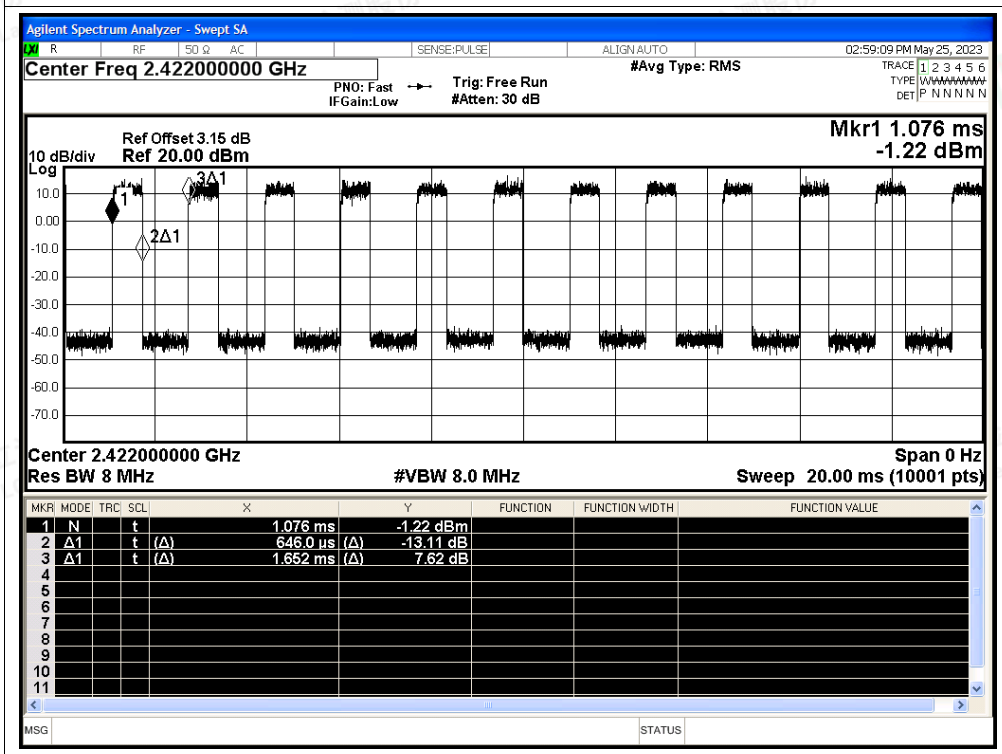 Agilent Spectrum Analyzer - Swept SA
LXI R RF 50 Ω AC SENSE:PULSE ALIGN AUTO 02:59:09 PM May 25, 2023
Center Freq 2.422000000 GHz #Avg Type: RMS TRACE 1 2 3 4 5 6
PNO: Fast Trig: Free Run TYPE WWWWWW
IFGain:Low #Atten: 30 dB DET P N N N N N
Mkr1 1.076 ms
-1.22 dBm
Ref Offset 3.15 dB
10 dB/div Ref 20.00 dBm
Log
3Δ1
10.0
1
0.00
2Δ1
-10.0
-20.0
-30.0
-40.0
-50.0
-60.0
-70.0
Center 2.422000000 GHz Span 0 Hz
Res BW 8 MHz #VBW 8.0 MHz Sweep 20.00 ms (10001 pts)
MKR MODE TRC SCL X Y FUNCTION FUNCTION WIDTH FUNCTION VALUE
1 N t 1.076 ms -1.22 dBm
2 Δ1 t (Δ) 646.0 µs (Δ) -13.11 dB
3 Δ1 t (Δ) 1.652 ms (Δ) 7.62 dB
4
5
6
7
8
9
10
11
MSG STATUS